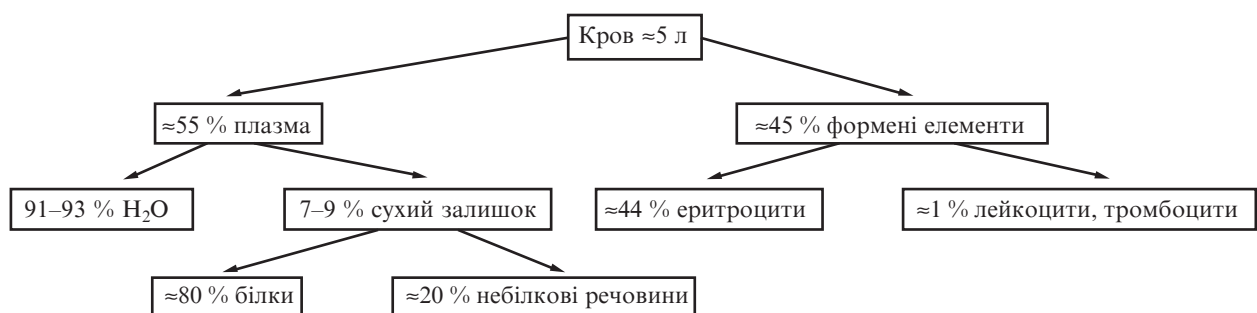 Кров ≈5 л
≈55 % плазма
≈45 % формені елементи
91–93 % H₂O
7–9 % сухий залишок
≈44 % еритроцити
≈1 % лейкоцити, тромбоцити
≈80 % білки
≈20 % небілкові речовини